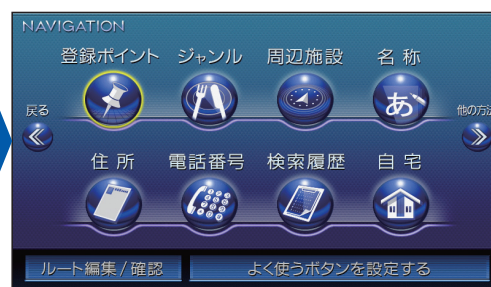 NAVIGATION
登録ポイント ジャンル 周辺施設 名 称
戻る 他の方法
あ
住 所 電話番号 検索履歴 自 宅
ルート編集/確認 よく使うボタンを設定する